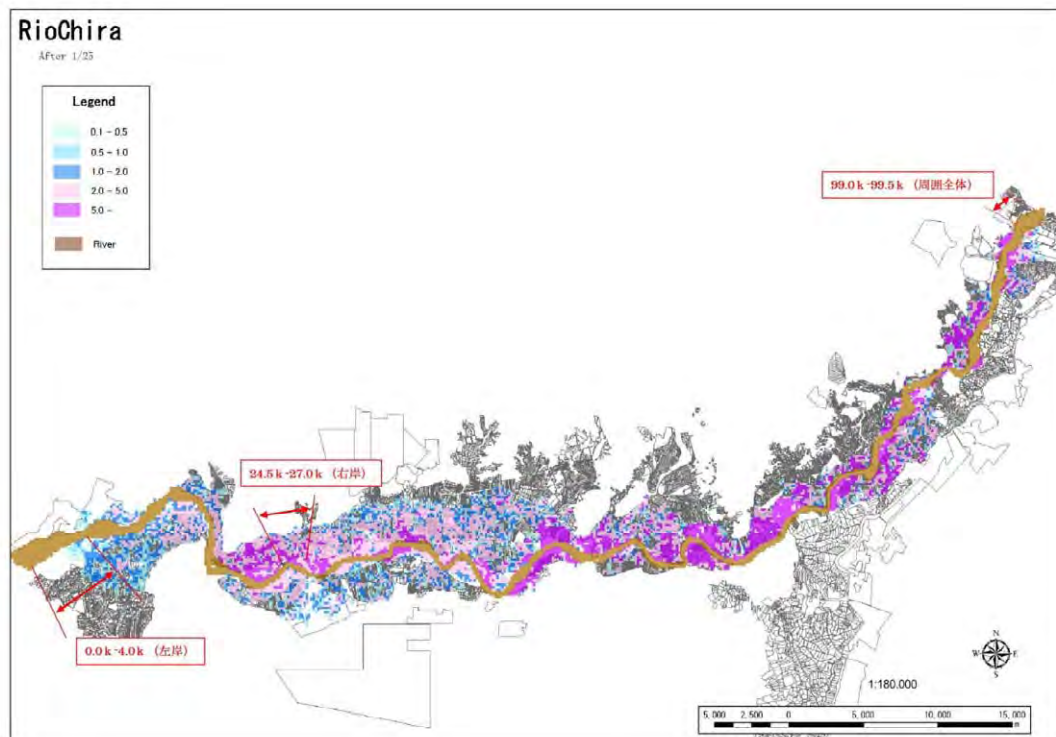 RioChira
After 1/25
Legend
0.1 - 0.5
0.5 - 1.0
1.0 - 2.0
2.0 - 5.0
5.0 -
River
99.0k-99.5k (周囲全体)
24.5k-27.0k (右岸)
0.0k-4.0k (左岸)
N
W E
S
1:180,000
5,000 2,500 0 5,000 10,000 15,000
m